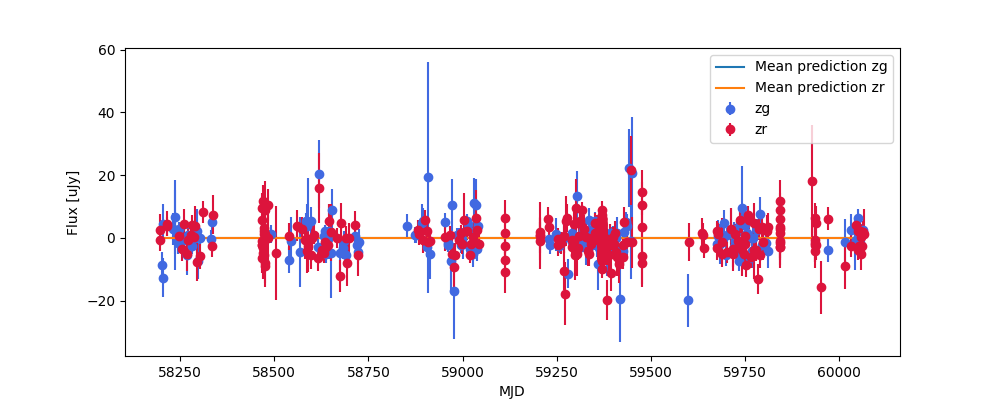 60
40
20
0
−20
Flux [uJy]
58250 58500 58750 59000 59250 59500 59750 60000
MJD
Mean prediction zg
Mean prediction zr
zg
zr